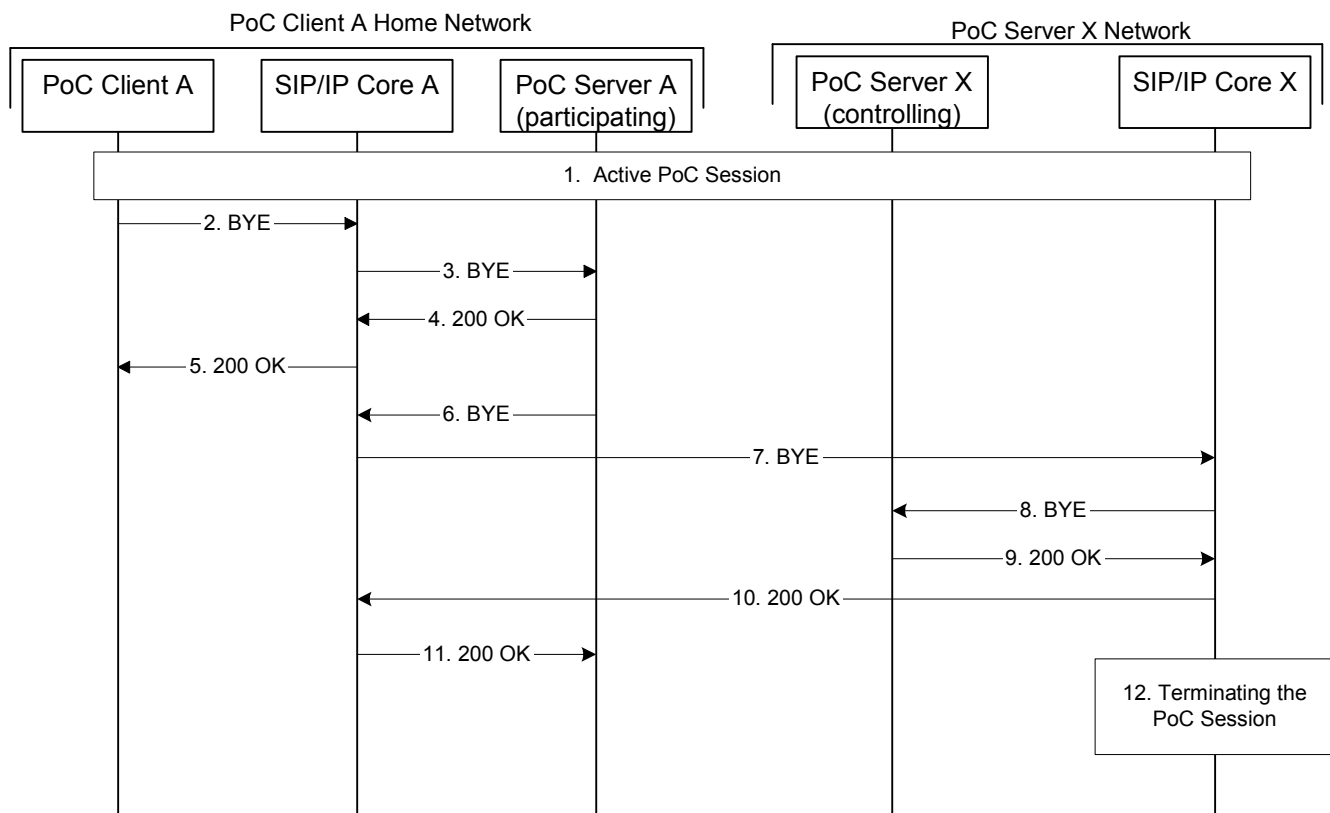 PoC Client A Home Network
PoC Server X Network
PoC Client A
SIP/IP Core A
PoC Server A
(participating)
PoC Server X
(controlling)
SIP/IP Core X
1. Active PoC Session
2. BYE
3. BYE
4. 200 OK
5. 200 OK
6. BYE
7. BYE
8. BYE
9. 200 OK
10. 200 OK
11. 200 OK
12. Terminating the
PoC Session